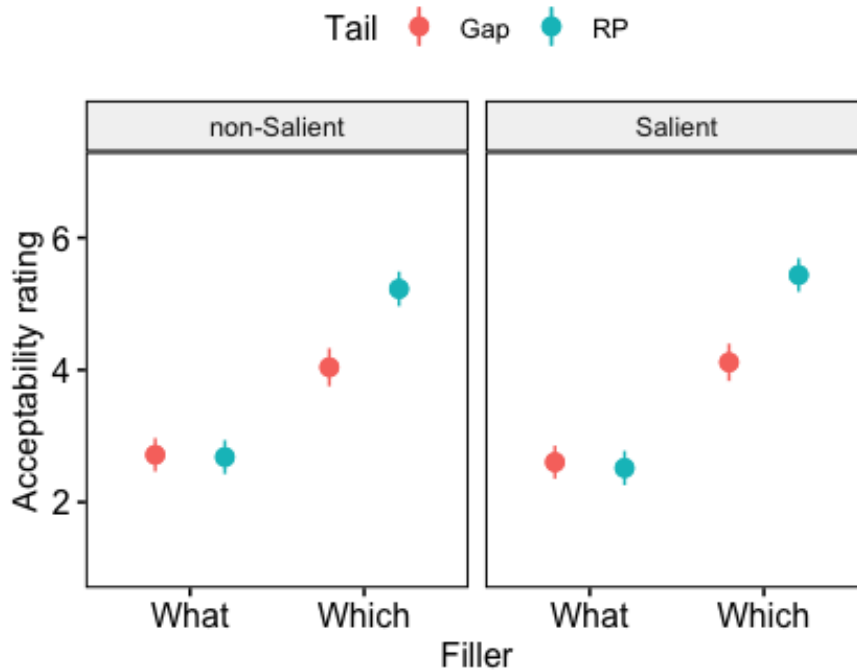 Tail Gap RP
non-Salient Salient
Acceptability rating
6
4
2
What Which What Which
Filler